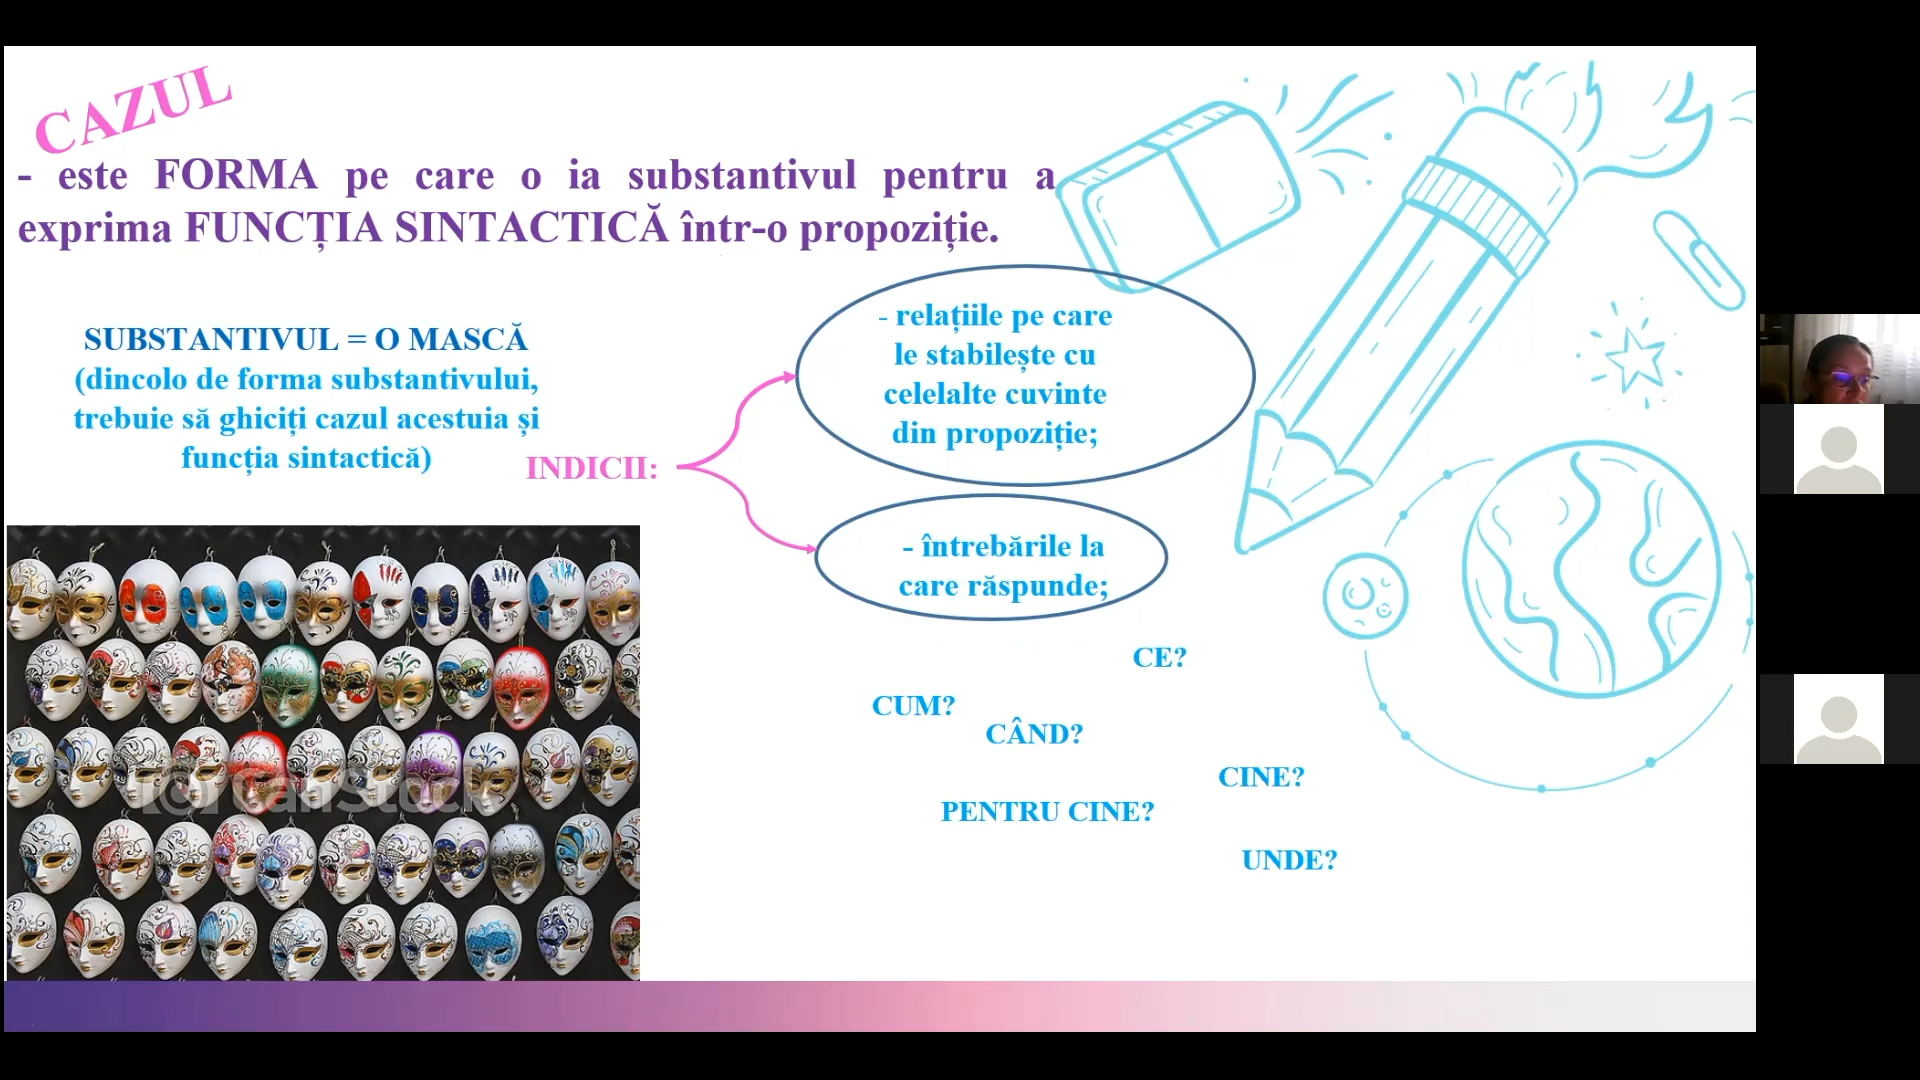 CAZUL
- este FORMA pe care o ia substantivul pentru a
exprima FUNCȚIA SINTACTICĂ într-o propoziție.
SUBSTANTIVUL = O MASCĂ
(dincolo de forma substantivului,
trebuie să ghiciți cazul acestuia și
funcția sintactică)
INDICII:
- relațiile pe care
le stabilește cu
celelalte cuvinte
din propoziție;
- întrebările la
care răspunde;
CE?
CUM?
CÂND?
CINE?
PENTRU CINE?
UNDE?
CanStock